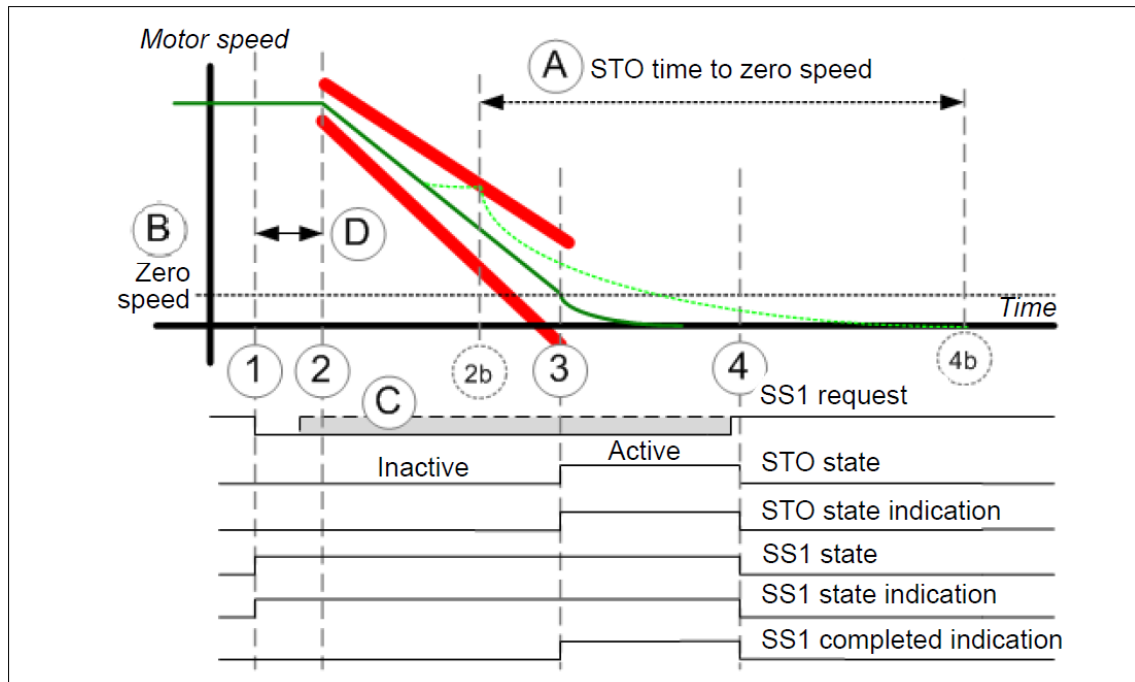 Motor speed
A STO time to zero speed
B
D
Zero
speed
Time
1 2 2b 3 4 4b
C
SS1 request
Inactive
Active
STO state
STO state indication
SS1 state
SS1 state indication
SS1 completed indication